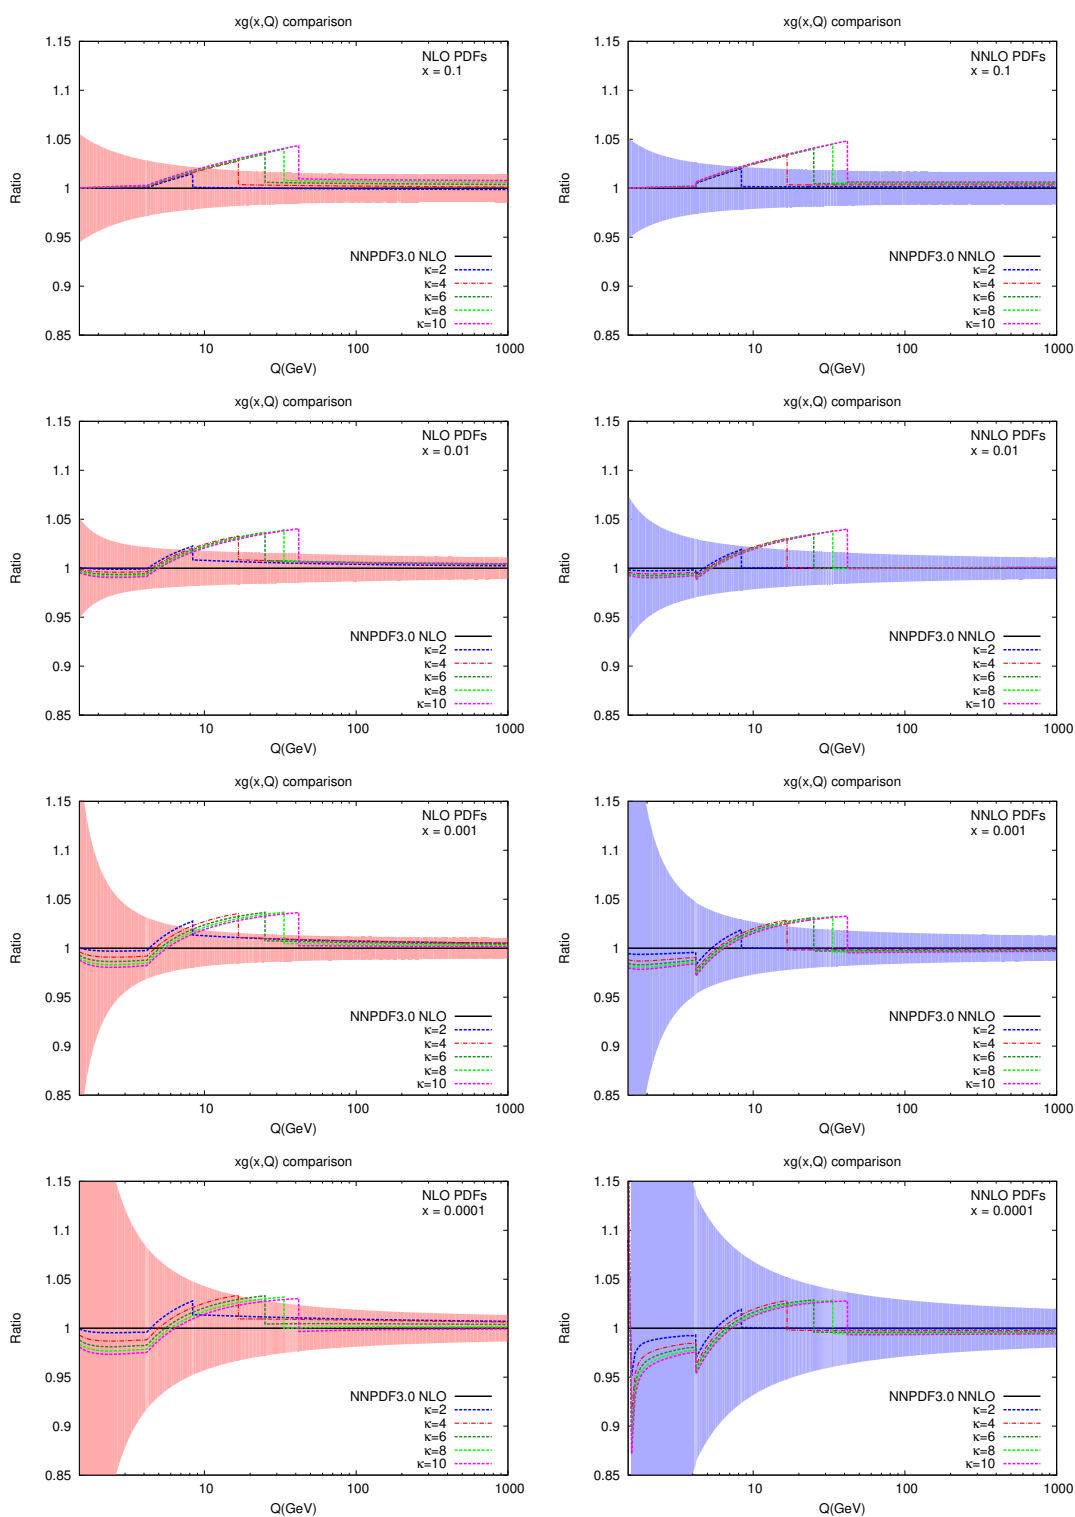 xg(x,Q) comparison
1.15
1.1
1.05
1
0.95
0.9
0.85
Ratio
NLO PDFs
x = 0.1
NNPDF3.0 NLO
κ=2
κ=4
κ=6
κ=8
κ=10
10
100
1000
Q(GeV)
xg(x,Q) comparison
1.15
1.1
1.05
1
0.95
0.9
0.85
Ratio
NNLO PDFs
x = 0.1
NNPDF3.0 NNLO
κ=2
κ=4
κ=6
κ=8
κ=10
10
100
1000
Q(GeV)
xg(x,Q) comparison
1.15
1.1
1.05
1
0.95
0.9
0.85
Ratio
NLO PDFs
x = 0.01
NNPDF3.0 NLO
κ=2
κ=4
κ=6
κ=8
κ=10
10
100
1000
Q(GeV)
xg(x,Q) comparison
1.15
1.1
1.05
1
0.95
0.9
0.85
Ratio
NNLO PDFs
x = 0.01
NNPDF3.0 NNLO
κ=2
κ=4
κ=6
κ=8
κ=10
10
100
1000
Q(GeV)
xg(x,Q) comparison
1.15
1.1
1.05
1
0.95
0.9
0.85
Ratio
NLO PDFs
x = 0.001
NNPDF3.0 NLO
κ=2
κ=4
κ=6
κ=8
κ=10
10
100
1000
Q(GeV)
xg(x,Q) comparison
1.15
1.1
1.05
1
0.95
0.9
0.85
Ratio
NNLO PDFs
x = 0.001
NNPDF3.0 NNLO
κ=2
κ=4
κ=6
κ=8
κ=10
10
100
1000
Q(GeV)
xg(x,Q) comparison
1.15
1.1
1.05
1
0.95
0.9
0.85
Ratio
NLO PDFs
x = 0.0001
NNPDF3.0 NLO
κ=2
κ=4
κ=6
κ=8
κ=10
10
100
1000
Q(GeV)
xg(x,Q) comparison
1.15
1.1
1.05
1
0.95
0.9
0.85
Ratio
NNLO PDFs
x = 0.0001
NNPDF3.0 NNLO
κ=2
κ=4
κ=6
κ=8
κ=10
10
100
1000
Q(GeV)